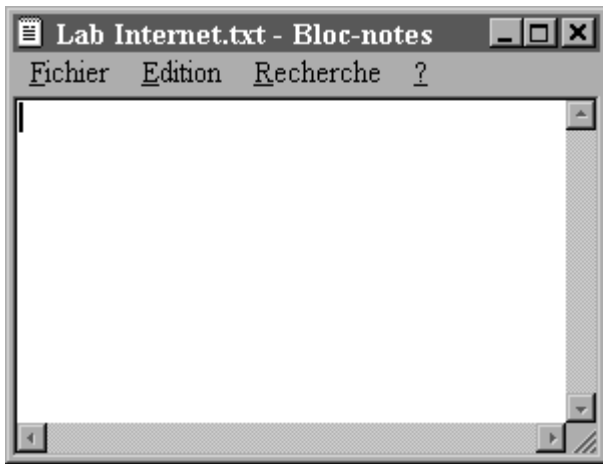 Lab Internet.txt - Bloc-notes
Fichier Edition Recherche ?